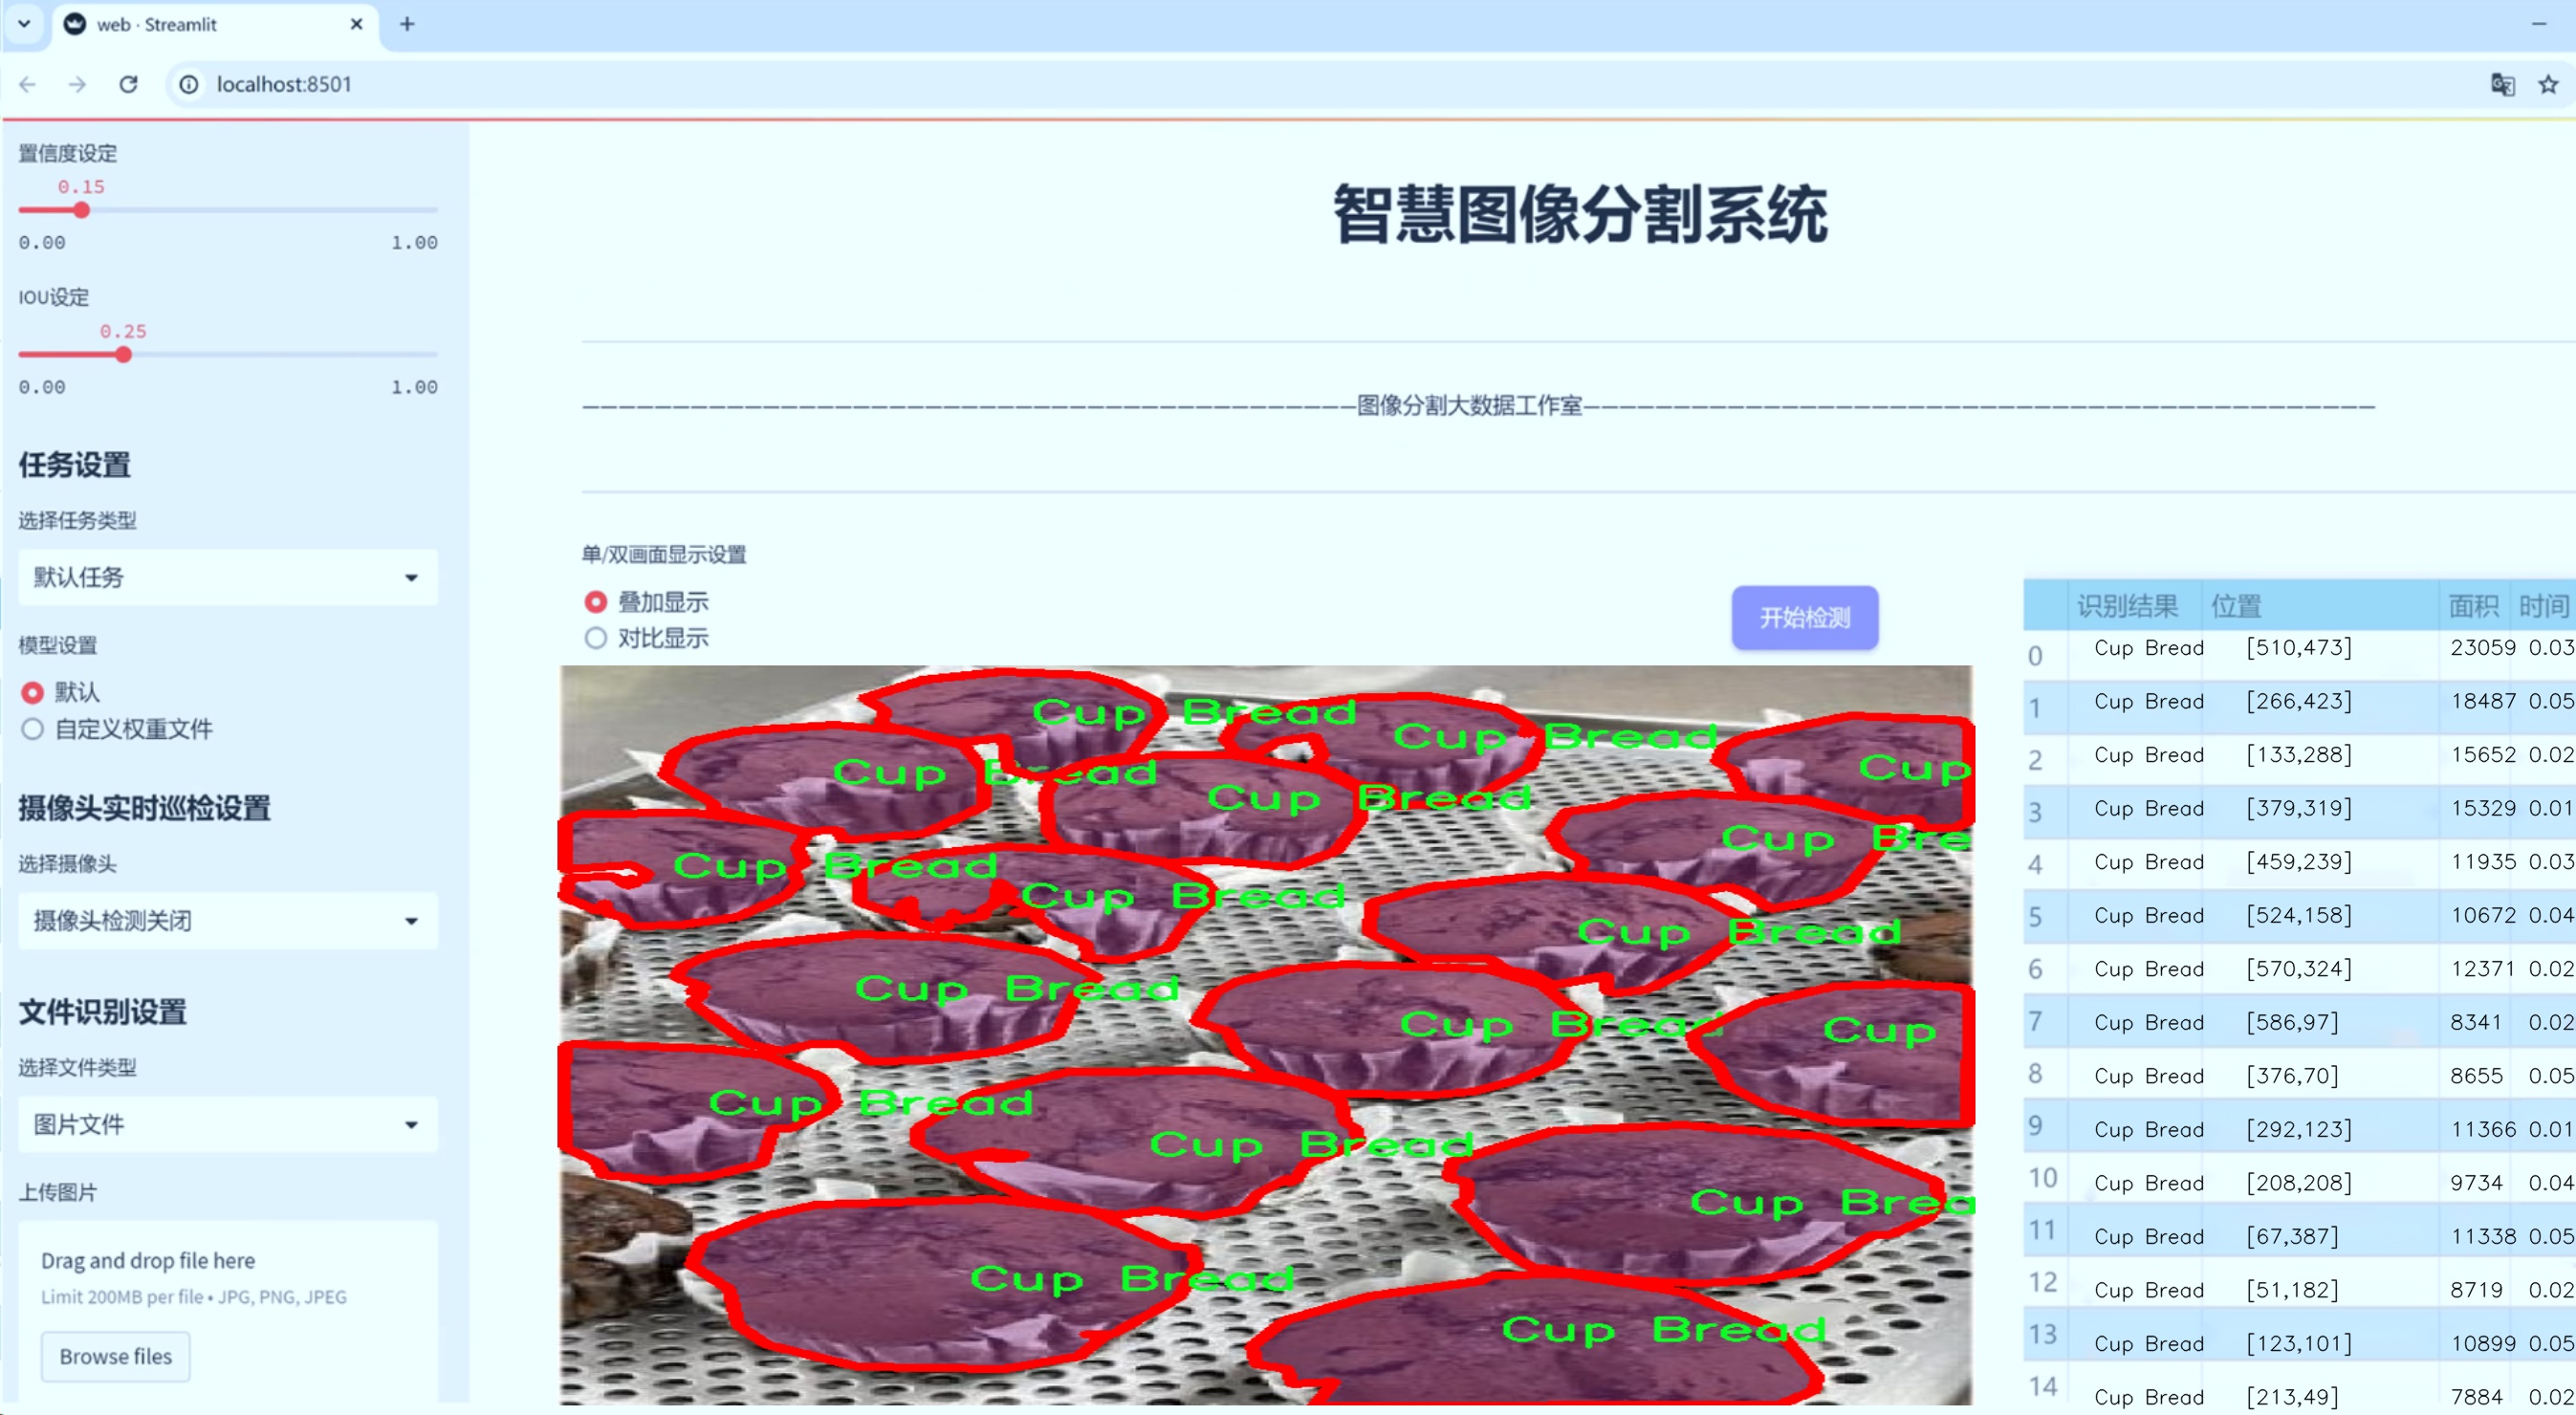 web · Streamlit
localhost:8501
置信度设定
0.15
0.00 1.00
IOU设定
0.25
0.00 1.00
任务设置
选择任务类型
默认任务
模型设置
默认
自定义权重文件
摄像头实时巡检设置
选择摄像头
摄像头检测关闭
文件识别设置
选择文件类型
图片文件
上传图片
Drag and drop file here
Limit 200MB per file • JPG, PNG, JPEG
Browse files
智慧图像分割系统
图像分割大数据工作室
单/双画面显示设置
叠加显示
对比显示
开始检测
Cup Bread
Cup Bread
Cup
Cup Bread
Cup Bread
Cup Bre
Cup Bread
Cup Bread
Cup Bread
Cup Bread
Cup Bread
Cup
Cup Bread
Cup Bread
Cup Brea
Cup Bread
Cup Bread
识别结果 位置 面积 时间
0 Cup Bread [510,473] 23059 0.03
1 Cup Bread [266,423] 18487 0.05
2 Cup Bread [133,288] 15652 0.02
3 Cup Bread [379,319] 15329 0.01
4 Cup Bread [459,239] 11935 0.03
5 Cup Bread [524,158] 10672 0.04
6 Cup Bread [570,324] 12371 0.02
7 Cup Bread [586,97] 8341 0.02
8 Cup Bread [376,70] 8655 0.05
9 Cup Bread [292,123] 11366 0.01
10 Cup Bread [208,208] 9734 0.04
11 Cup Bread [67,387] 11338 0.05
12 Cup Bread [51,182] 8719 0.02
13 Cup Bread [123,101] 10899 0.05
14 Cup Bread [213,49] 7884 0.02